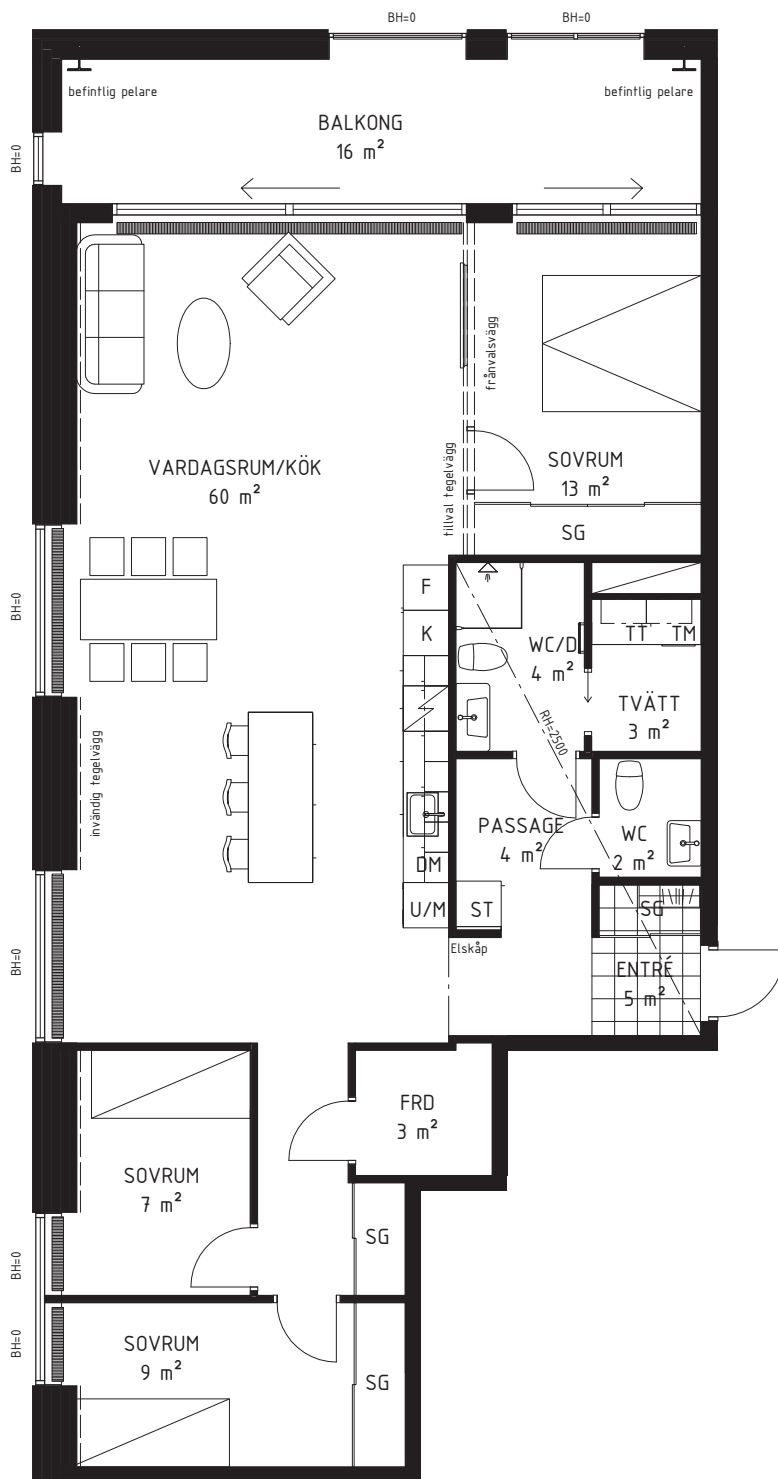 BH=0
BH=0
befintlig pelare
befintlig pelare
BALKONG
16 m²
BH=0
frånvalsvägg
VARDAGSRUM/KÖK
60 m²
tillval tegelvägg
SOVRUM
13 m²
SG
F
K
WC/D
4 m²
TT
TM
TVÄTT
3 m²
BH=0
RH=2500
invändig tegelvägg
PASSAGE
4 m²
WC
2 m²
DM
U/M
ST
SG
Elskåp
ENTRÉ
5 m²
BH=0
FRD
3 m²
SOVRUM
7 m²
SG
BH=0
SOVRUM
9 m²
SG
BH=0